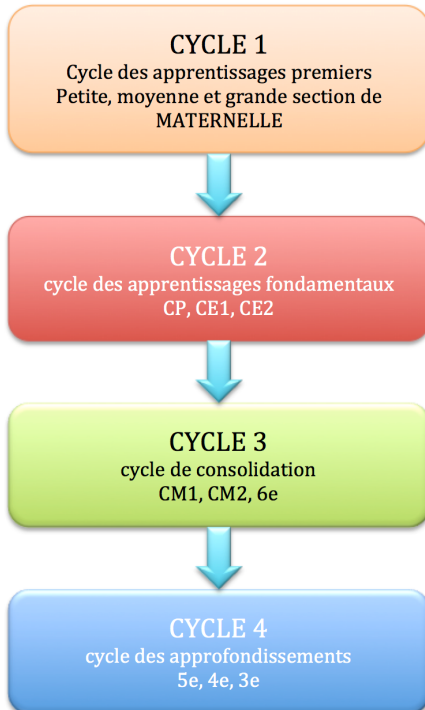 CYCLE 1
Cycle des apprentissages premiers
Petite, moyenne et grande section de
MATERNELLE
CYCLE 2
cycle des apprentissages fondamentaux
CP, CE1, CE2
CYCLE 3
cycle de consolidation
CM1, CM2, 6e
CYCLE 4
cycle des approfondissements
5e, 4e, 3e